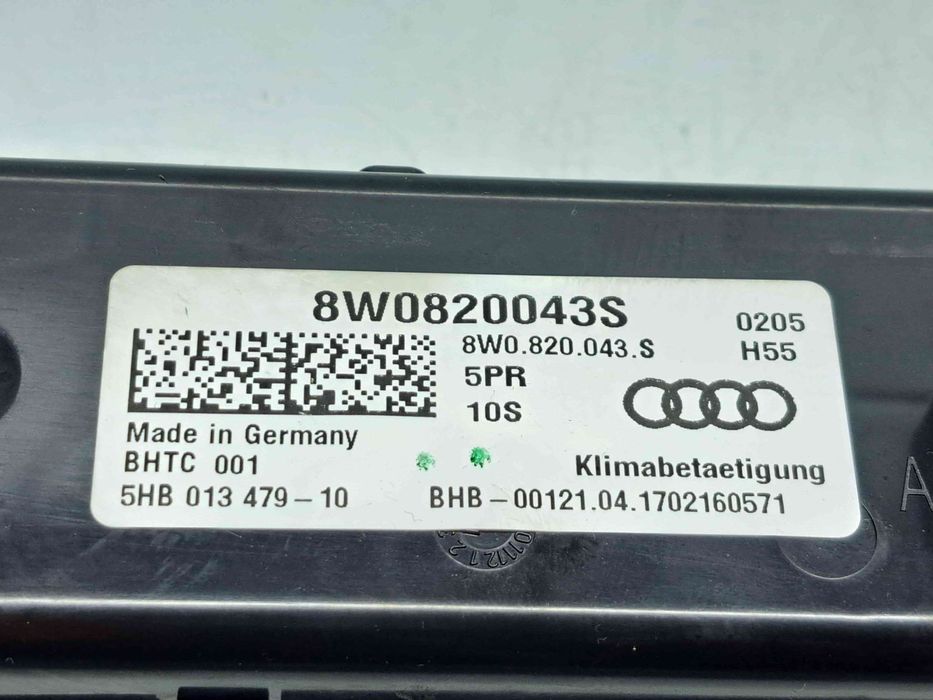 8W0820043S
0205
8W0.820.043.S
H55
5PR
10S
Made in Germany
BHTC 001
Klimabetaetigung
5HB 013 479-10
BHB-00121.04.1702160571
A